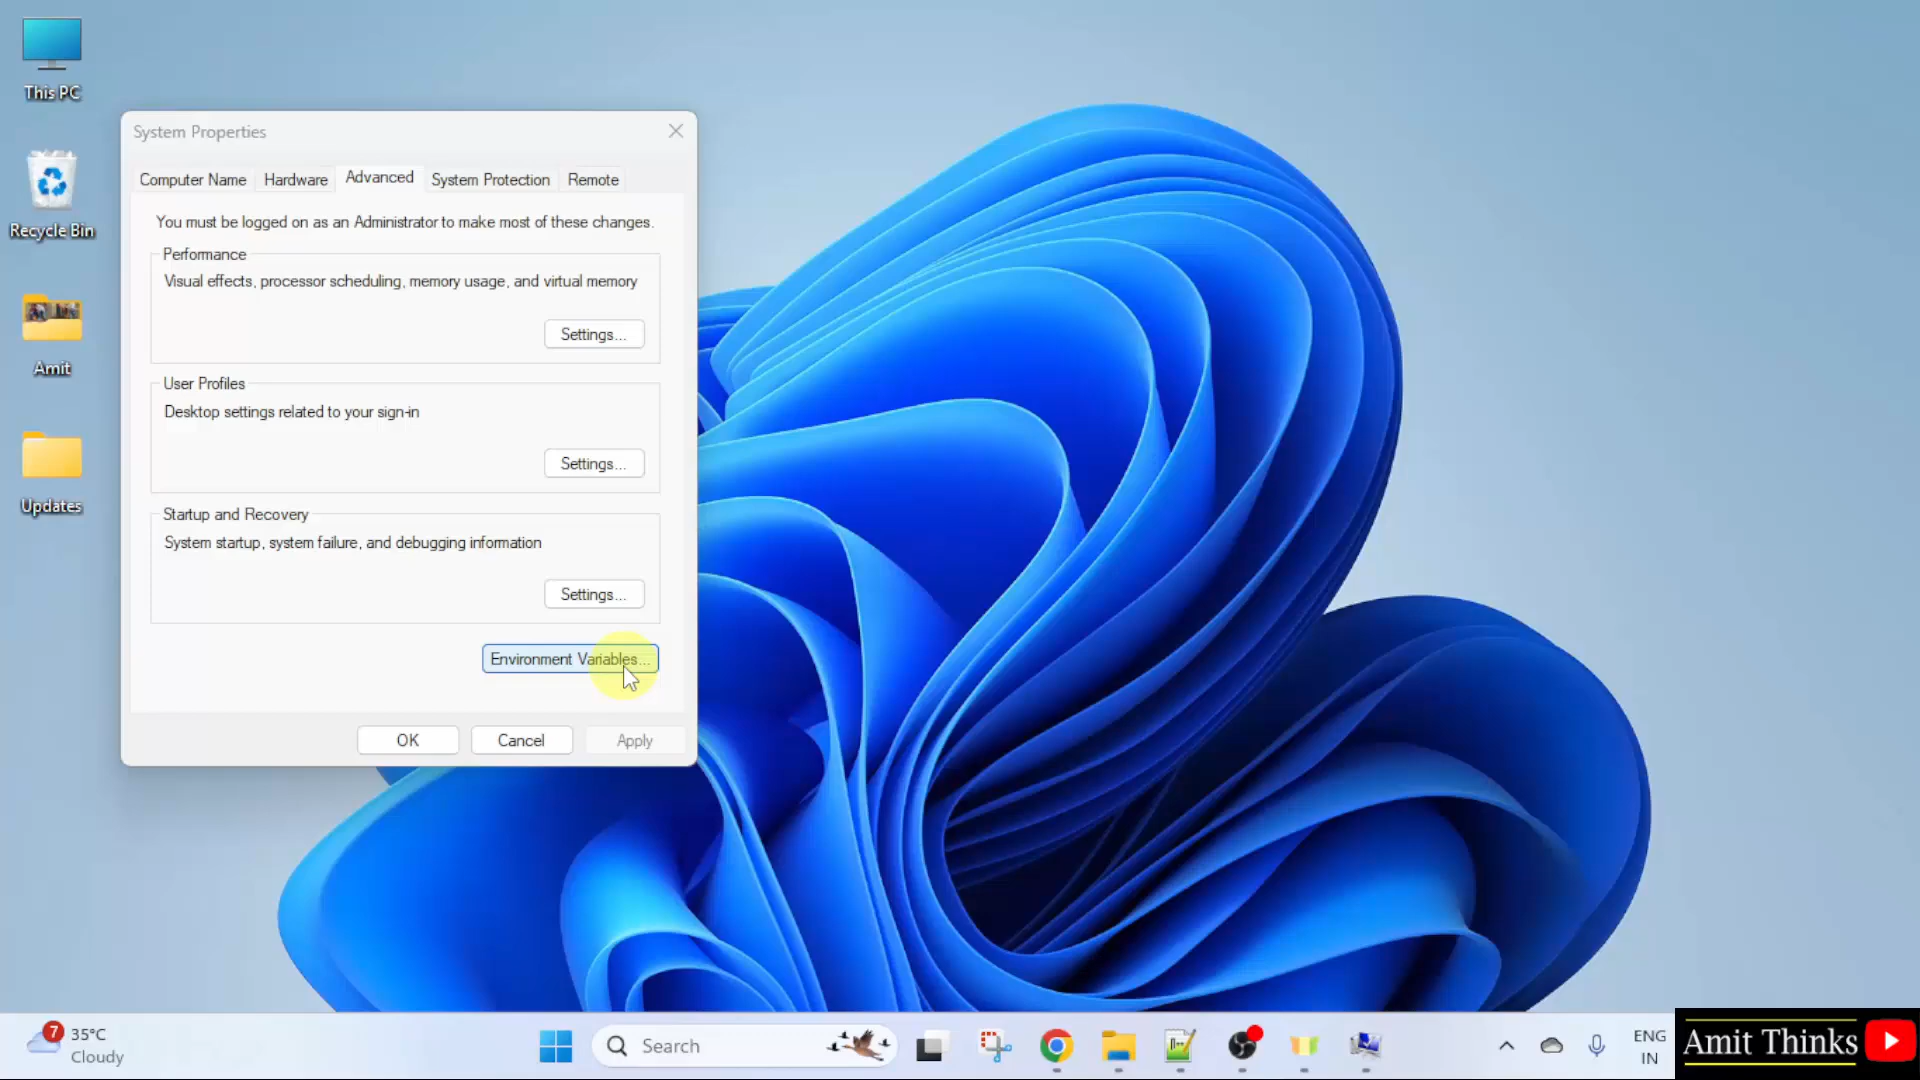 This PC
Recycle Bin
Amit
Updates
System Properties
Computer Name
Hardware
Advanced
System Protection
Remote
You must be logged on as an Administrator to make most of these changes.
Performance
Visual effects, processor scheduling, memory usage, and virtual memory
Settings...
User Profiles
Desktop settings related to your sign-in
Settings...
Startup and Recovery
System startup, system failure, and debugging information
Settings...
Environment Variables...
OK
Cancel
Apply
7
35°C
Cloudy
Search
ENG
IN
Amit Thinks